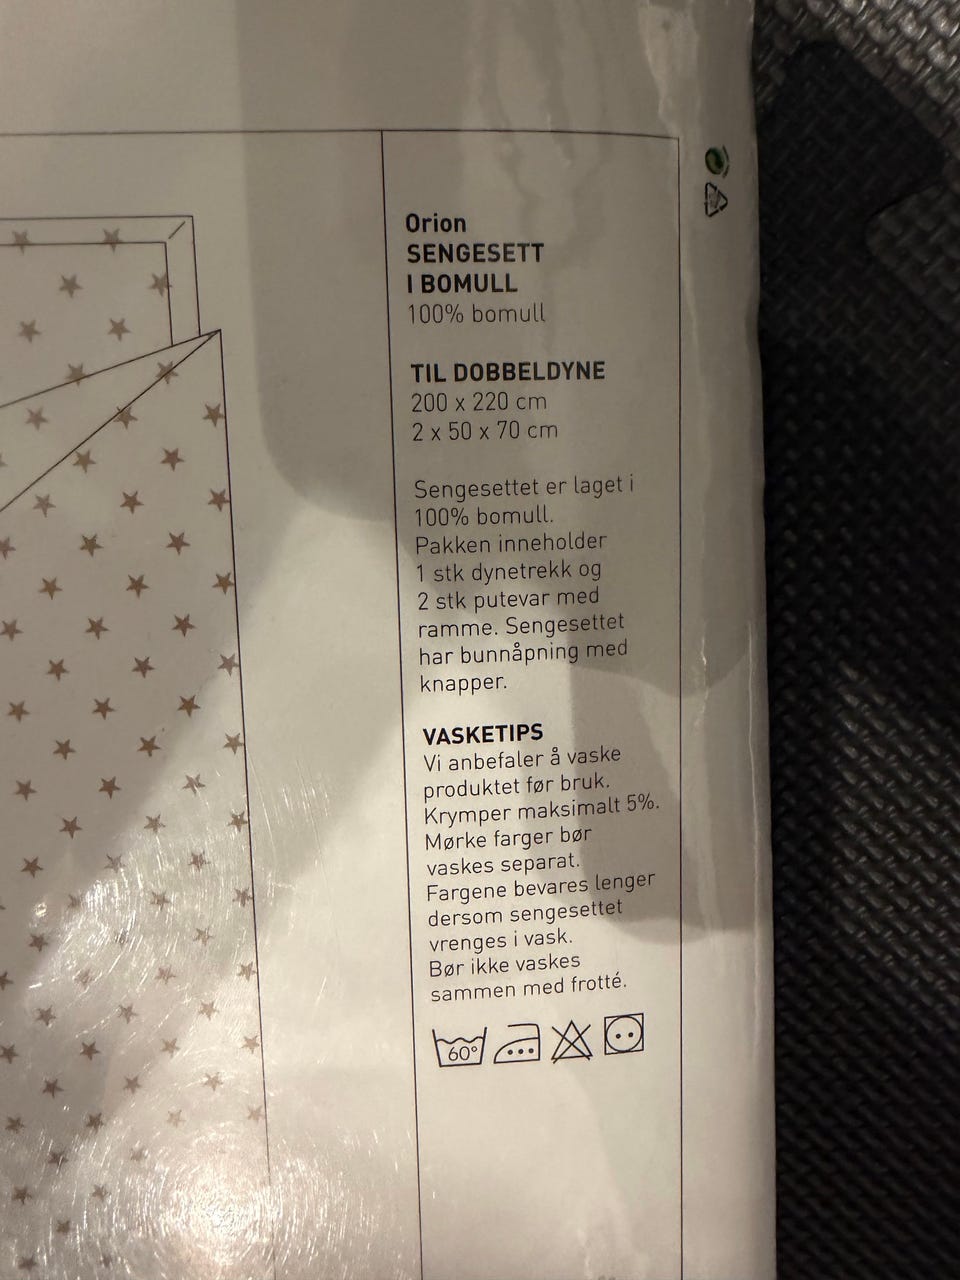 Orion
SENGESETT
I BOMULL
100% bomull
TIL DOBBELDYNE
200 x 220 cm
2 x 50 x 70 cm
Sengesettet er laget i
100% bomull.
Pakken inneholder
1 stk dynetrekk og
2 stk putevar med
ramme. Sengesettet
har bunnåpning med
knapper.
VASKETIPS
Vi anbefaler å vaske
produktet før bruk.
Krymper maksimalt 5%.
Mørke farger bør
vaskes separat.
Fargene bevares lenger
dersom sengesettet
vrenges i vask.
Bør ikke vaskes
sammen med frotté.
60°